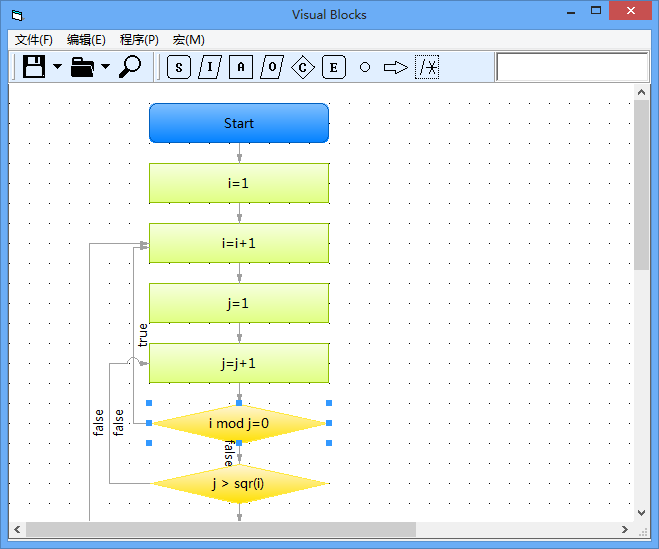 Visual Blocks
文件(F) 编辑(E) 程序(P) 宏(M)
S I A O C E /*
Start
i=1
i=i+1
j=1
true
j=j+1
false
false
i mod j=0
false
j > sqr(i)